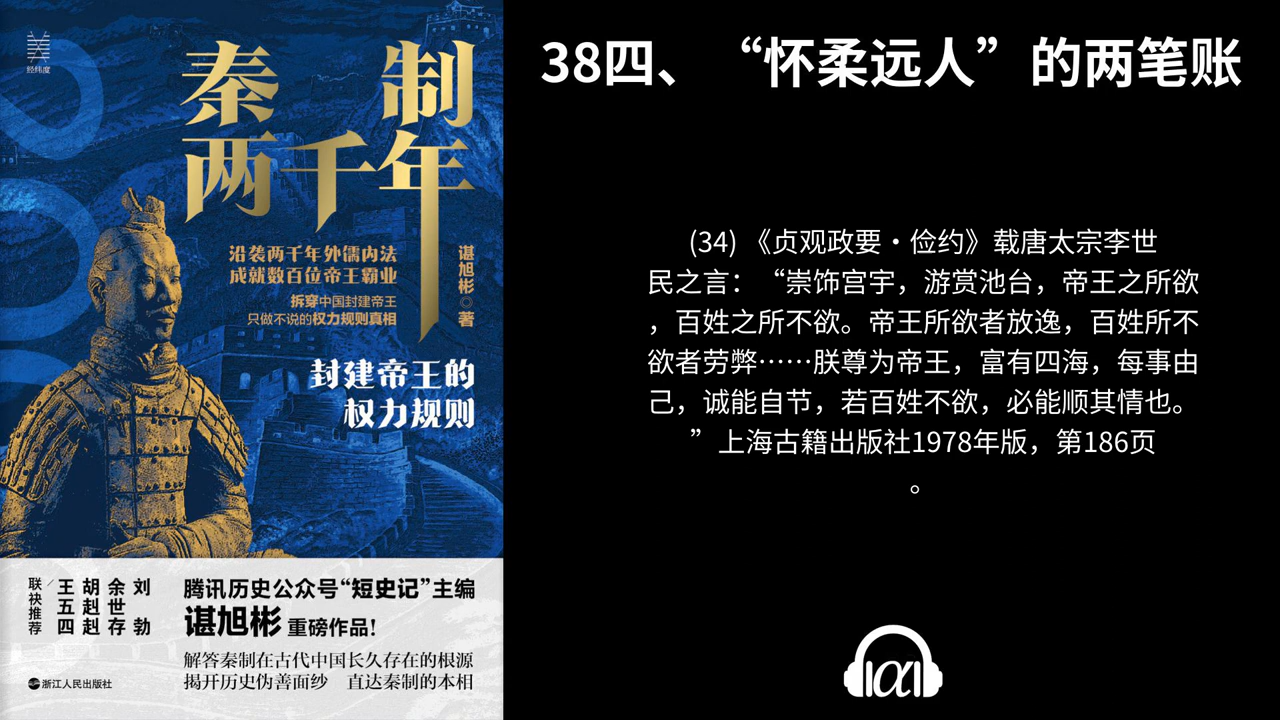 经纬度
秦制
两千年
沿袭两千年外儒内法
成就数百位帝王霸业
拆穿中国封建帝王
只做不说的权力规则真相
谌旭彬◎著
封建帝王的
权力规则
联袂推荐
王五四
胡赳赳
余世存
刘勃
腾讯历史公众号“短史记”主编
谌旭彬 重磅作品!
解答秦制在古代中国长久存在的根源
揭开历史伪善面纱 直达秦制的本相
浙江人民出版社
38四、“怀柔远人”的两笔账
(34) 《贞观政要·俭约》载唐太宗李世
民之言：“崇饰宫宇，游赏池台，帝王之所欲
，百姓之所不欲。帝王所欲者放逸，百姓所不
欲者劳弊……朕尊为帝王，富有四海，每事由
己，诚能自节，若百姓不欲，必能顺其情也。
”上海古籍出版社1978年版，第186页
。